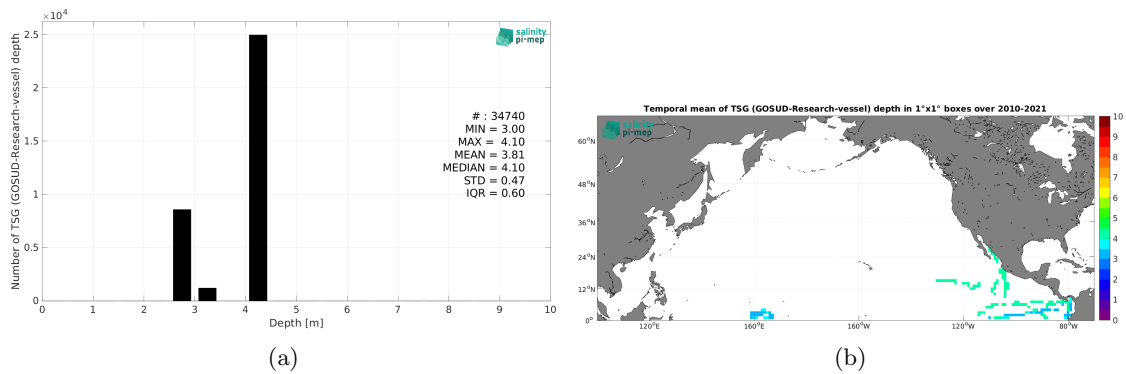 ×10⁴
2.5
2
1.5
1
0.5
0
0 1 2 3 4 5 6 7 8 9 10
Depth [m]
Number of TSG (GOSUD-Research-vessel) depth
salinity
pi-mep
# : 34740
MIN = 3.00
MAX = 4.10
MEAN = 3.81
MEDIAN = 4.10
STD = 0.47
IQR = 0.60
(a)
Temporal mean of TSG (GOSUD-Research-vessel) depth in 1°x1° boxes over 2010-2021
salinity
pi-mep
60°N
48°N
36°N
24°N
12°N
0°
120°E 160°E 160°W 120°W 80°W
10
9
8
7
6
5
4
3
2
1
0
(b)